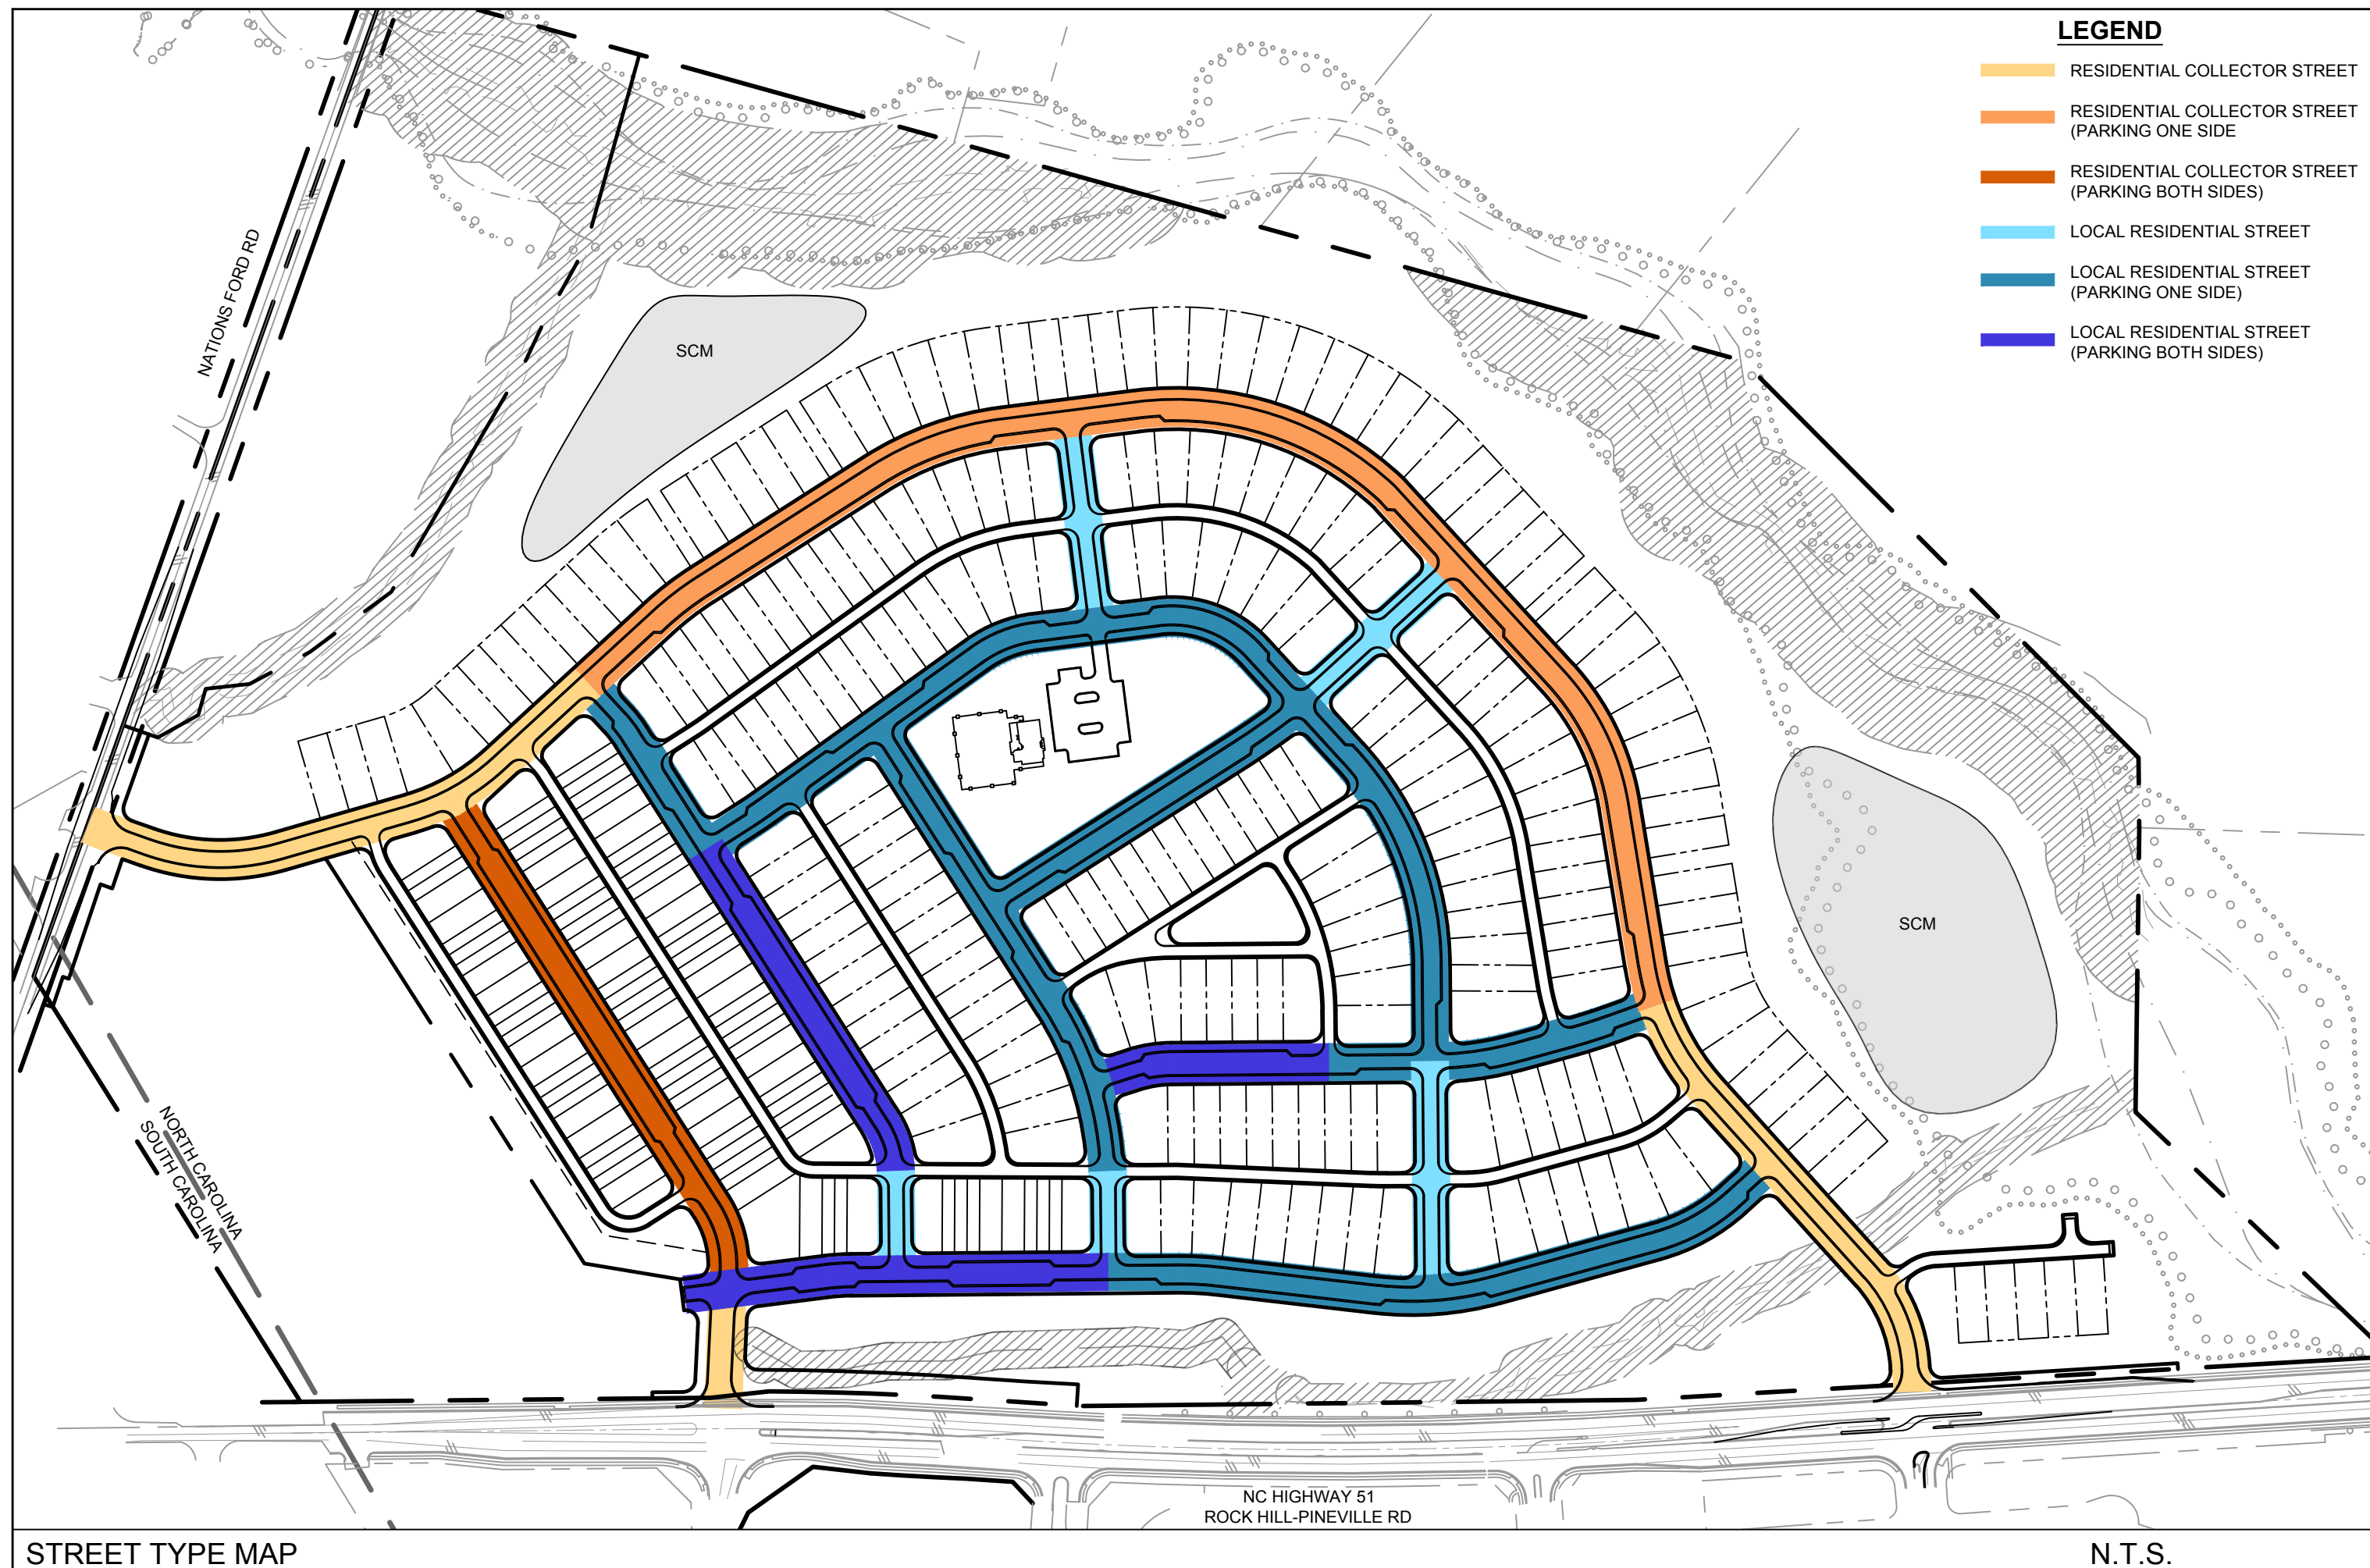 LEGEND
RESIDENTIAL COLLECTOR STREET
RESIDENTIAL COLLECTOR STREET
(PARKING ONE SIDE
RESIDENTIAL COLLECTOR STREET
(PARKING BOTH SIDES)
LOCAL RESIDENTIAL STREET
LOCAL RESIDENTIAL STREET
(PARKING ONE SIDE)
LOCAL RESIDENTIAL STREET
(PARKING BOTH SIDES)
NATIONS FORD RD
SCM
SCM
NORTH CAROLINA
SOUTH CAROLINA
NC HIGHWAY 51
ROCK HILL-PINEVILLE RD
STREET TYPE MAP
N.T.S.